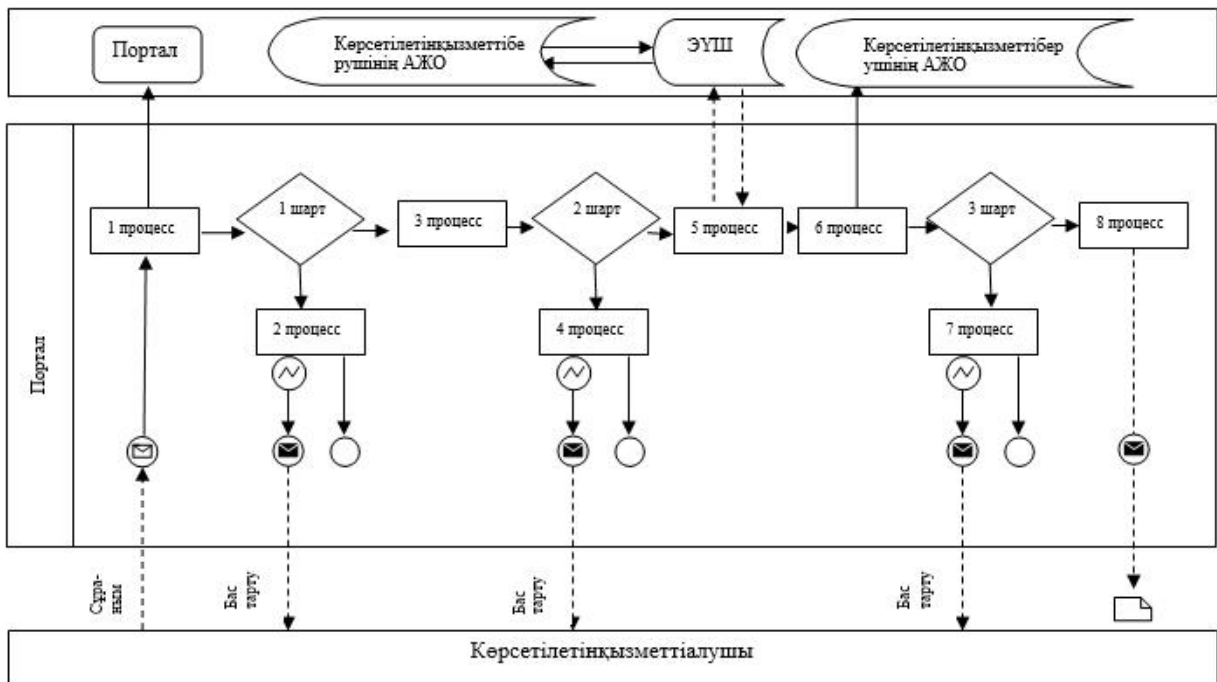 Портал
Көрсетілетінқызметтібе
рушінің АЖО
ЭҮШ
Көрсетілетінқызметтібер
ушінің АЖО
1 процесс
1 шарт
3 процесс
2 шарт
5 процесс
6 процесс
3 шарт
8 процесс
2 процесс
4 процесс
7 процесс
Портал
Сұра-
ным
Бас
тарту
Бас
тарту
Бас
тарту
Көрсетілетінқызметтіалушы